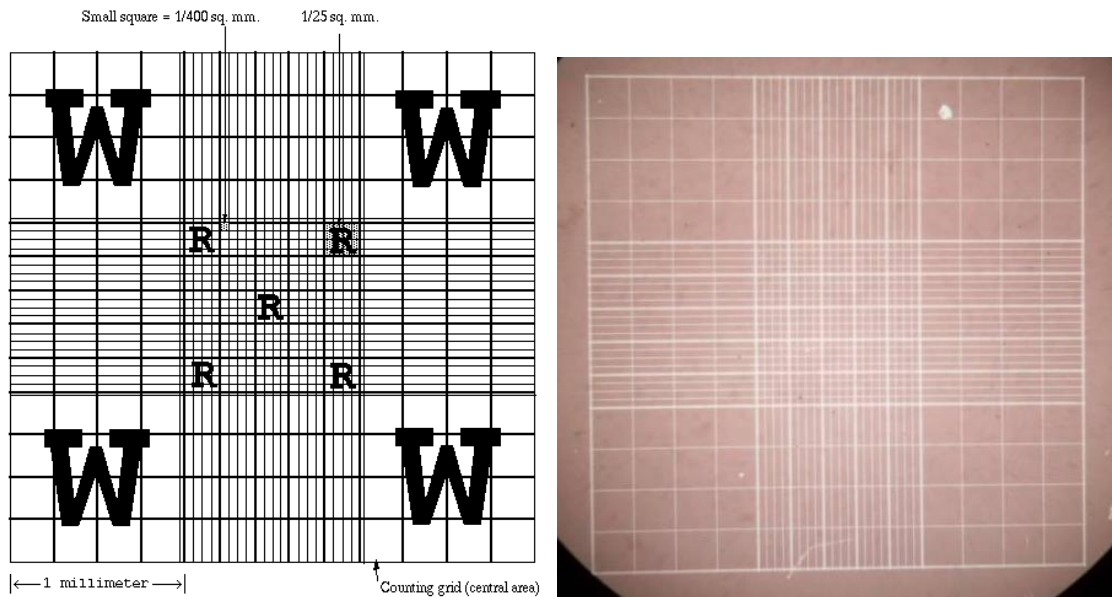 Small square = 1/400 sq. mm.
1/25 sq. mm.
W
W
R
R
R
R
R
W
W
1 millimeter
Counting grid (central area)